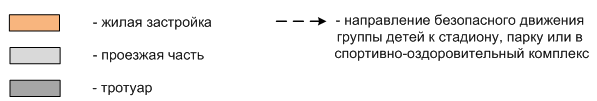 - жилая застройка
- проезжая часть
- тротуар
- направление безопасного движения
группы детей к стадиону, парку или в
спортивно-оздоровительный комплекс